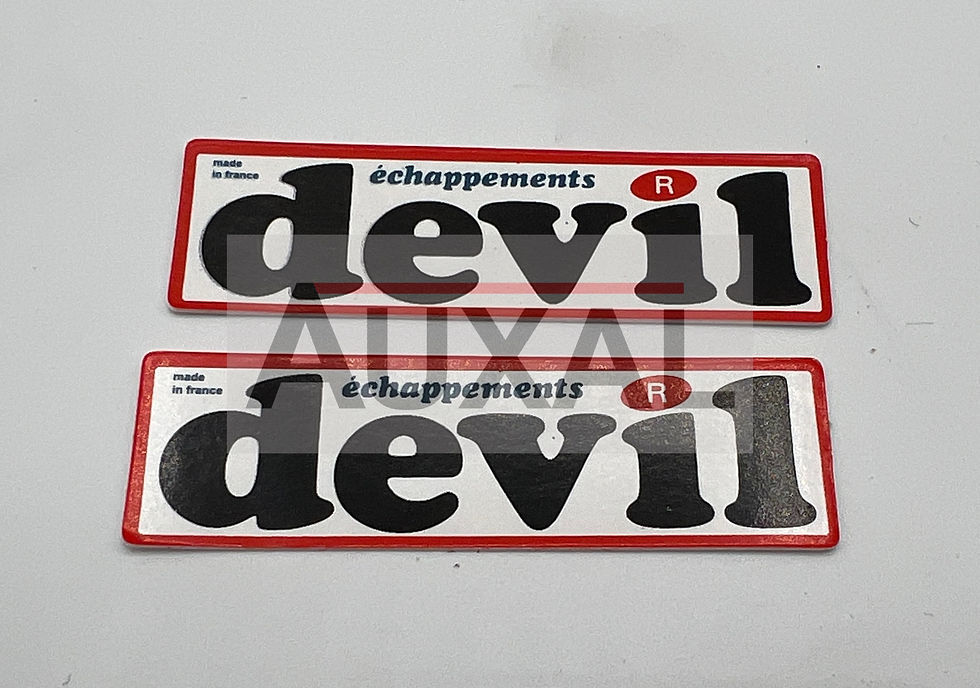 made
in france
échappements
R
devil
AUXAL
made
in france
échappements
R
devil